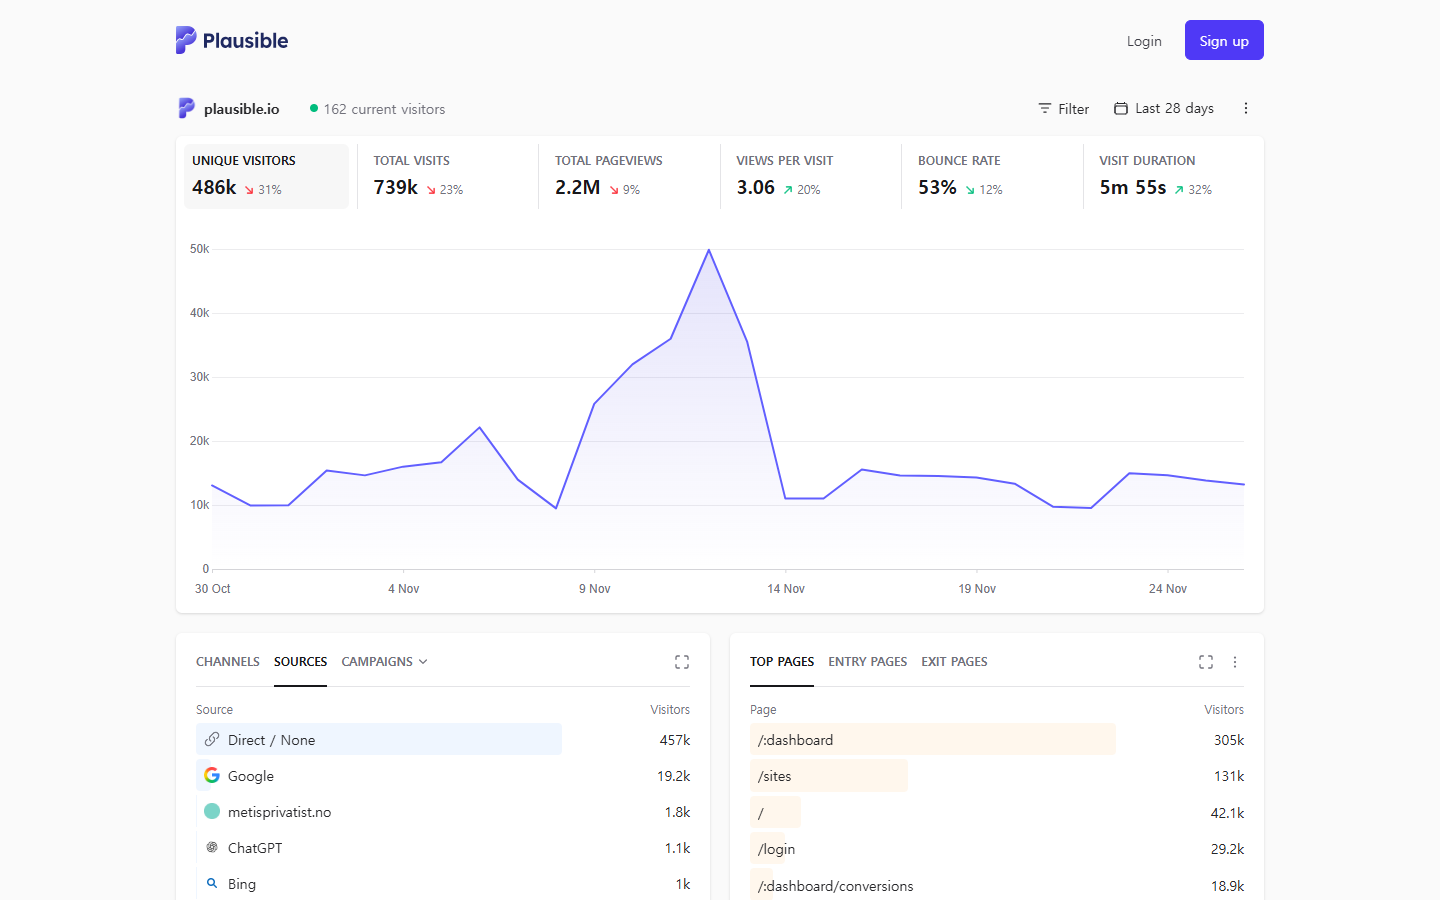 Plausible
Login
Sign up
plausible.io
162 current visitors
Filter
Last 28 days
UNIQUE VISITORS
486k 31%
TOTAL VISITS
739k 23%
TOTAL PAGEVIEWS
2.2M 9%
VIEWS PER VISIT
3.06 20%
BOUNCE RATE
53% 12%
VISIT DURATION
5m 55s 32%
50k
40k
30k
20k
10k
0
30 Oct 4 Nov 9 Nov 14 Nov 19 Nov 24 Nov
CHANNELS SOURCES CAMPAIGNS
Source Visitors
Direct / None 457k
Google 19.2k
metisprivatist.no 1.8k
ChatGPT 1.1k
Bing 1k
TOP PAGES ENTRY PAGES EXIT PAGES
Page Visitors
/:dashboard 305k
/sites 131k
/ 42.1k
/login 29.2k
/:dashboard/conversions 18.9k